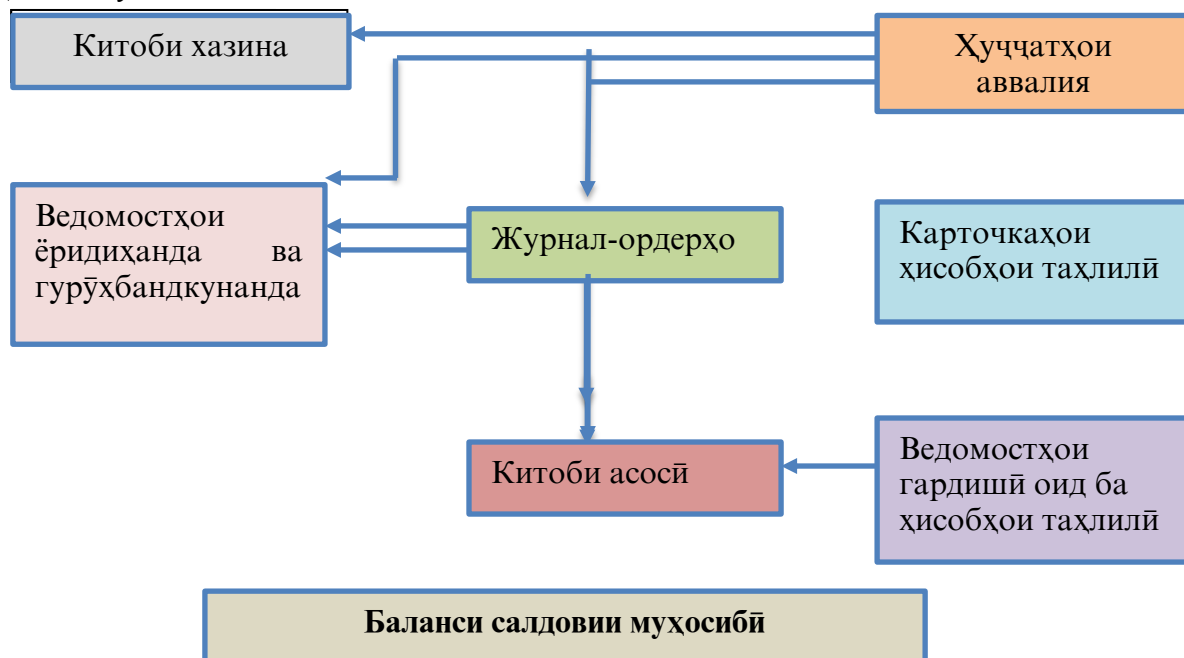 Китоби хазина
Ҳуҷҷатҳои
аввалия
Ведомостҳои
ёридиҳанда ва
гурӯҳбандкунанда
Журнал-ордерҳо
Карточкаҳои
ҳисобҳои таҳлилӣ
Китоби асосӣ
Ведомостҳои
гардишӣ оид ба
ҳисобҳои таҳлилӣ
Баланси салдовии муҳосибӣ